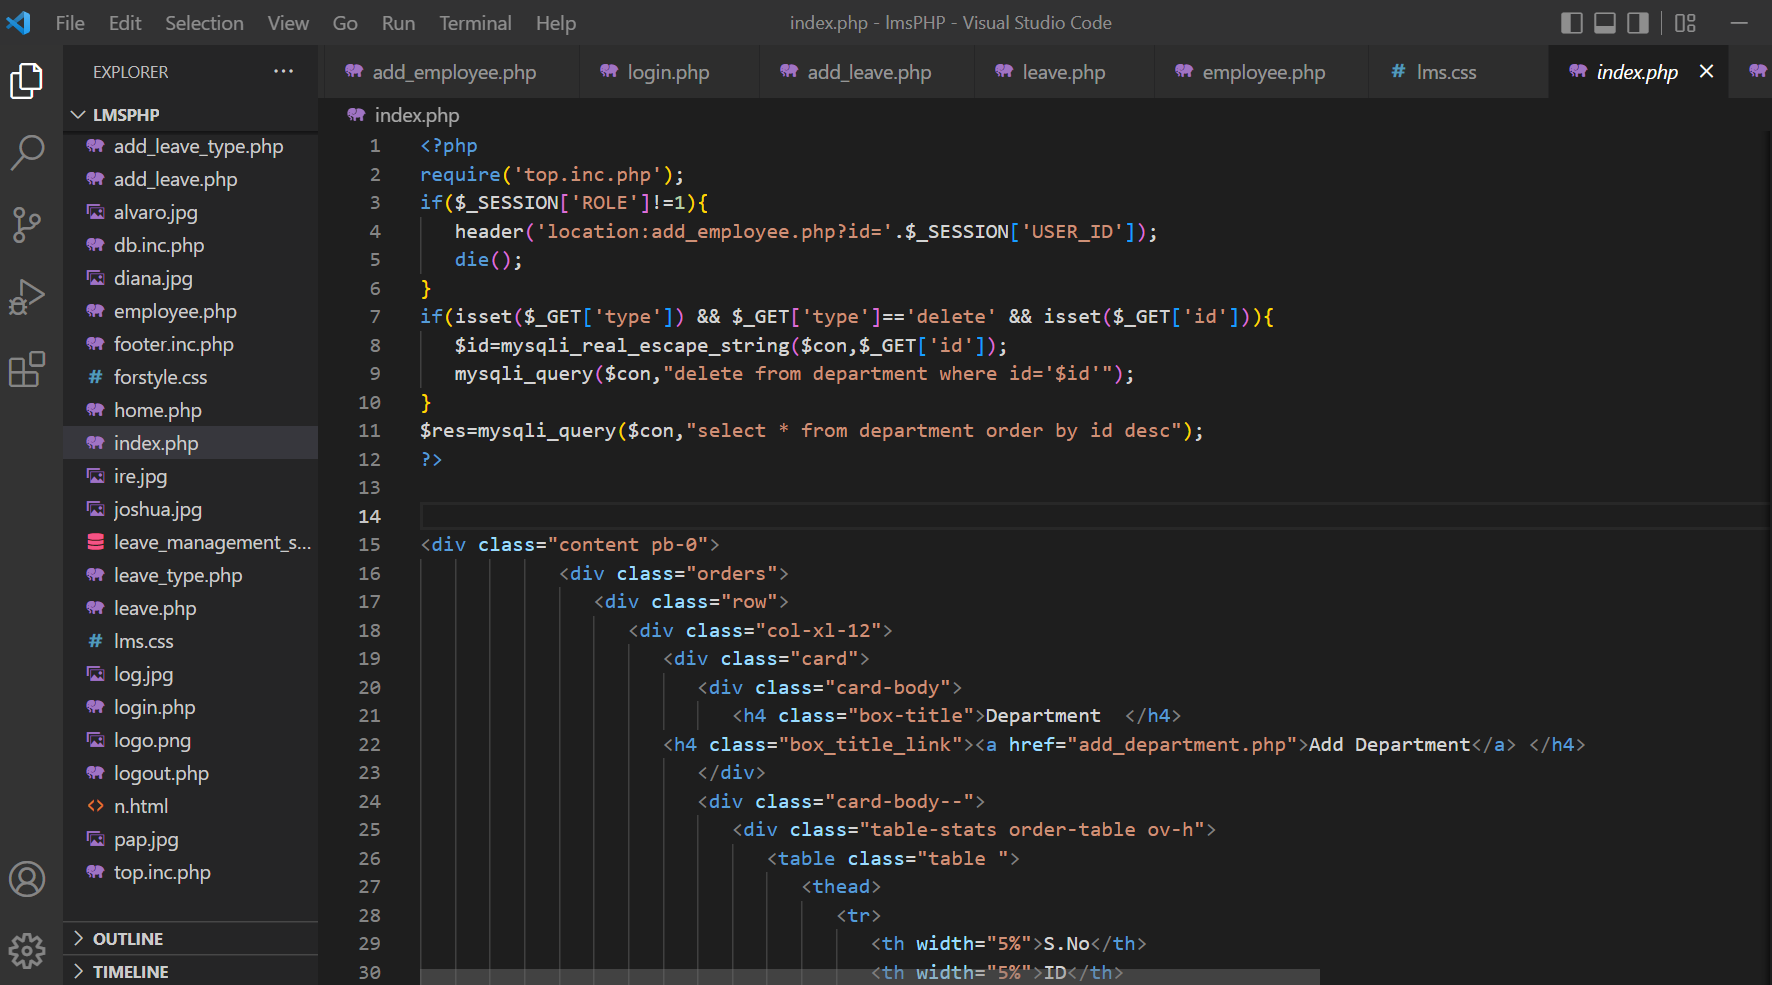 File Edit Selection View Go Run Terminal Help index.php - lmsPHP - Visual Studio Code
EXPLORER ...
LMSPHP
add_leave_type.php
add_leave.php
alvaro.jpg
db.inc.php
diana.jpg
employee.php
footer.inc.php
# forstyle.css
home.php
index.php
ire.jpg
joshua.jpg
leave_management_s...
leave_type.php
leave.php
# lms.css
log.jpg
login.php
logo.png
logout.php
<> n.html
pap.jpg
top.inc.php
OUTLINE
TIMELINE
add_employee.php login.php add_leave.php leave.php employee.php # lms.css index.php
index.php
1 <?php
2 require('top.inc.php');
3 if($_SESSION['ROLE']!=1){
4 header('location:add_employee.php?id='.$_SESSION['USER_ID']);
5 die();
6 }
7 if(isset($_GET['type']) && $_GET['type']=='delete' && isset($_GET['id'])){
8 $id=mysqli_real_escape_string($con,$_GET['id']);
9 mysqli_query($con,"delete from department where id='$id'");
10 }
11 $res=mysqli_query($con,"select * from department order by id desc");
12 ?>
13
14
15 <div class="content pb-0">
16 <div class="orders">
17 <div class="row">
18 <div class="col-xl-12">
19 <div class="card">
20 <div class="card-body">
21 <h4 class="box-title">Department  </h4>
22 <h4 class="box_title_link"><a href="add_department.php">Add Department</a> </h4>
23 </div>
24 <div class="card-body--">
25 <div class="table-stats order-table ov-h">
26 <table class="table ">
27 <thead>
28 <tr>
29 <th width="5%">S.No</th>
30 <th width="5%">ID</th>